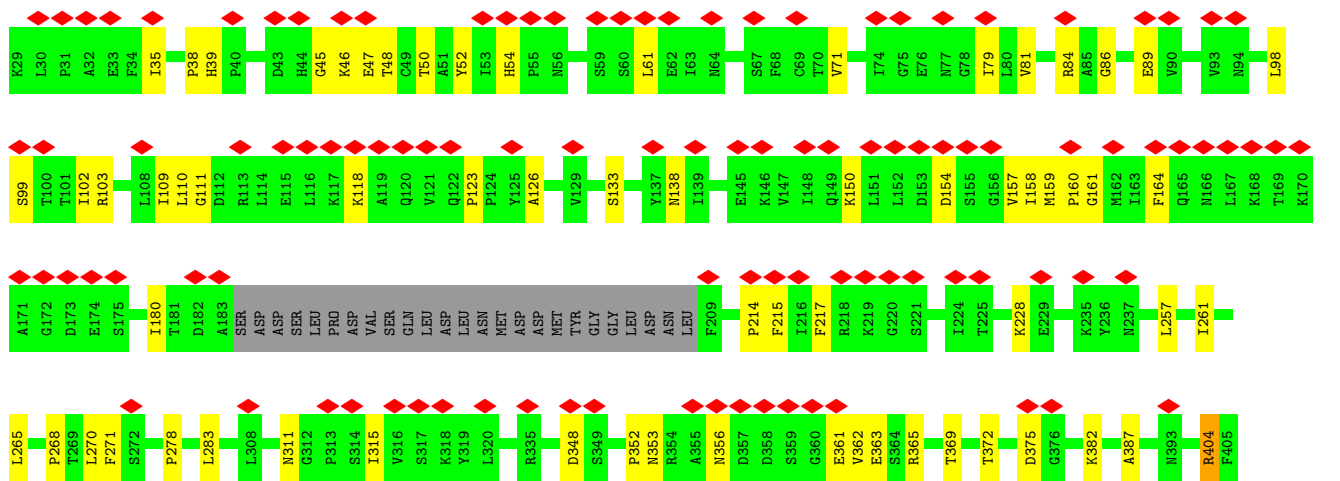 K29 L30 P31 A32 E33 F34 I35 P38 H39 P40 D43 H44 G45 K46 E47 T48 C49 T50 A51 Y52 I53 H54 P55 N56 S59 S60 L61 E62 I63 N64 S67 F68 C69 T70 V71 I74 G75 E76 N77 G78 I79 L80 V81 R84 A85 G86 E89 V90 V93 N94 L98
S99 T100 T101 I102 R103 L108 I109 L110 G111 D112 R113 L114 E115 L116 K117 K118 A119 Q120 V121 Q122 P123 P124 Y125 A126 V129 S133 Y137 N138 I139 E145 K146 V147 I148 Q149 K150 L151 L152 D153 D154 S155 G156 V157 I158 M159 P160 G161 M162 I163 F164 Q165 N166 L167 K168 T169 K170
A171 G172 D173 E174 S175 I180 T181 D182 A183 SER ASP ASP SER LEU PRO ASP VAL SER GLN LEU ASP LEU ASN MET ASP ASP MET TYR GLY GLY LEU ASP ASN LEU F209 P214 F215 I216 F217 R218 K219 G220 S221 I224 T225 K228 E229 K235 Y236 N237 L257 I261
L265 P268 T269 L270 F271 S272 P278 L283 L308 N311 G312 P313 S314 I315 V316 S317 K318 Y319 L320 R335 D348 S349 P352 N353 R354 A355 N356 D357 D358 S359 G360 E361 V362 E363 S364 R365 T369 T372 D375 G376 K382 A387 N393 R404 F405